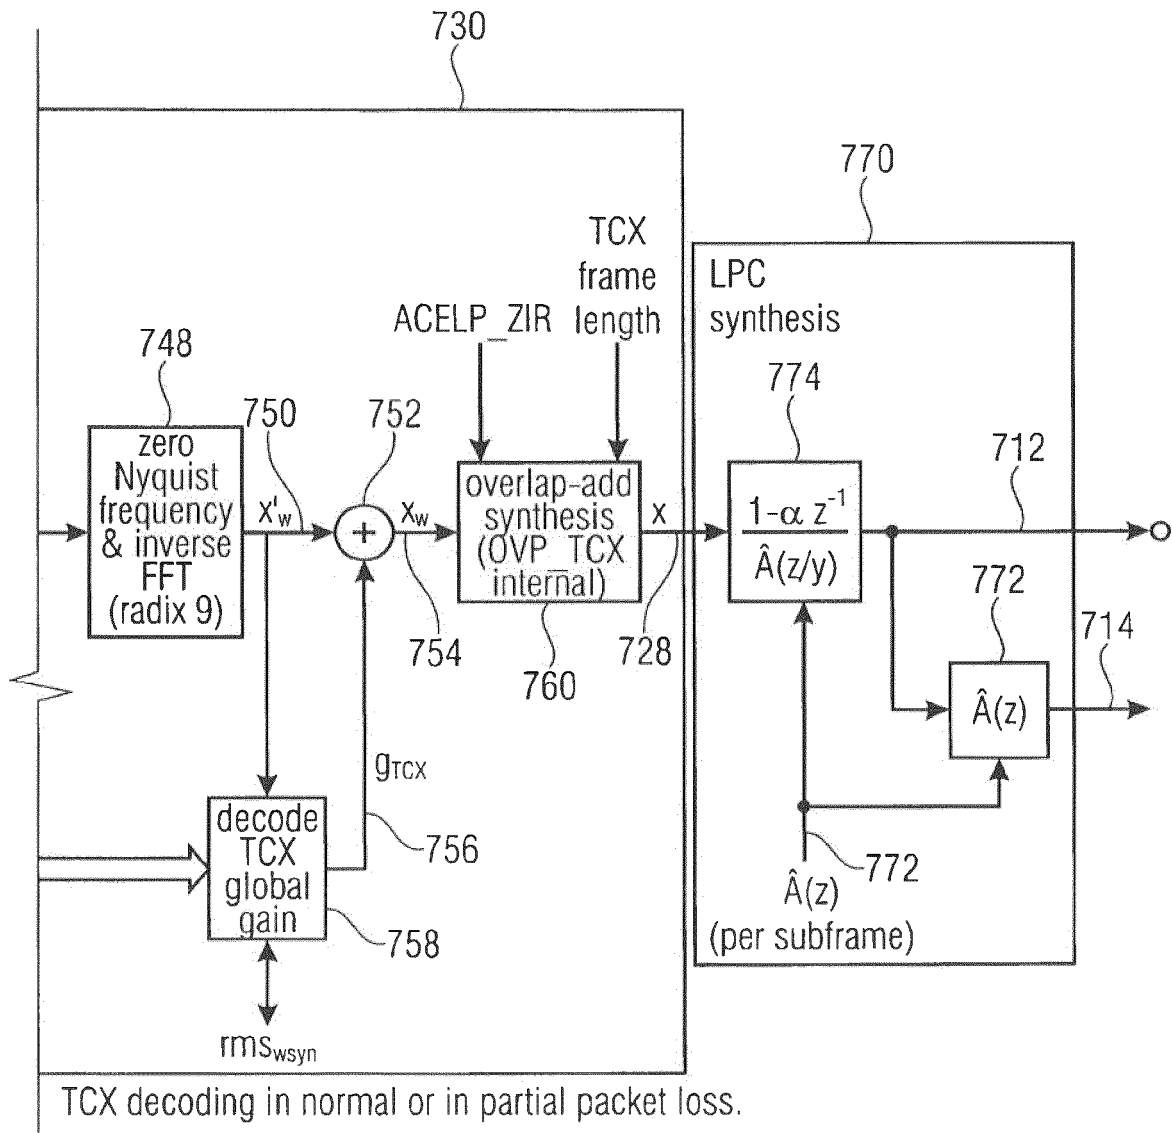 730
770
TCX
frame
length
ACELP_ZIR
LPC
synthesis
748
750
752
774
712
zero
Nyquist
frequency
& inverse
FFT
(radix 9)
x'w
+
xw
overlap-add
synthesis
(OVP_TCX
internal)
x
1-α z⁻¹
Â(z/y)
754
760
728
772
714
Â(z)
gTCX
756
decode
TCX
global
gain
758
772
Â(z)
(per subframe)
rmswsyn
TCX decoding in normal or in partial packet loss.